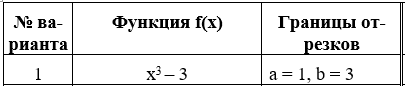 № ва-
рианта
Функция f(x)
Границы от-
резков
1
x³ – 3
a = 1, b = 3